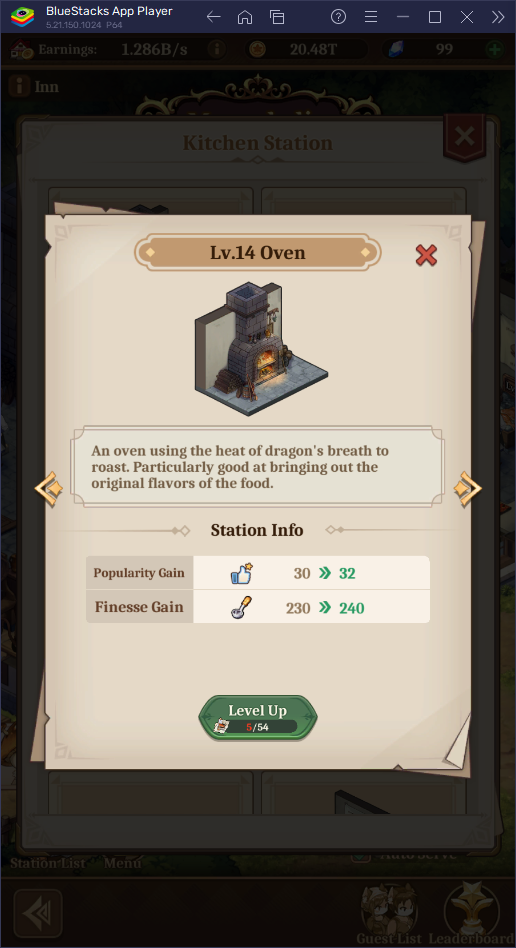 BlueStacks App Player
5.21.150.1024 P64
Earnings: 1.286B/s
20.48T
99
Inn
Kitchen Station
Lv.14 Oven
An oven using the heat of dragon's breath to
roast. Particularly good at bringing out the
original flavors of the food.
Station Info
Popularity Gain 30 32
Finesse Gain 230 240
Level Up
5/54
Station List Menu
Auto Serve
Guest List Leaderboard